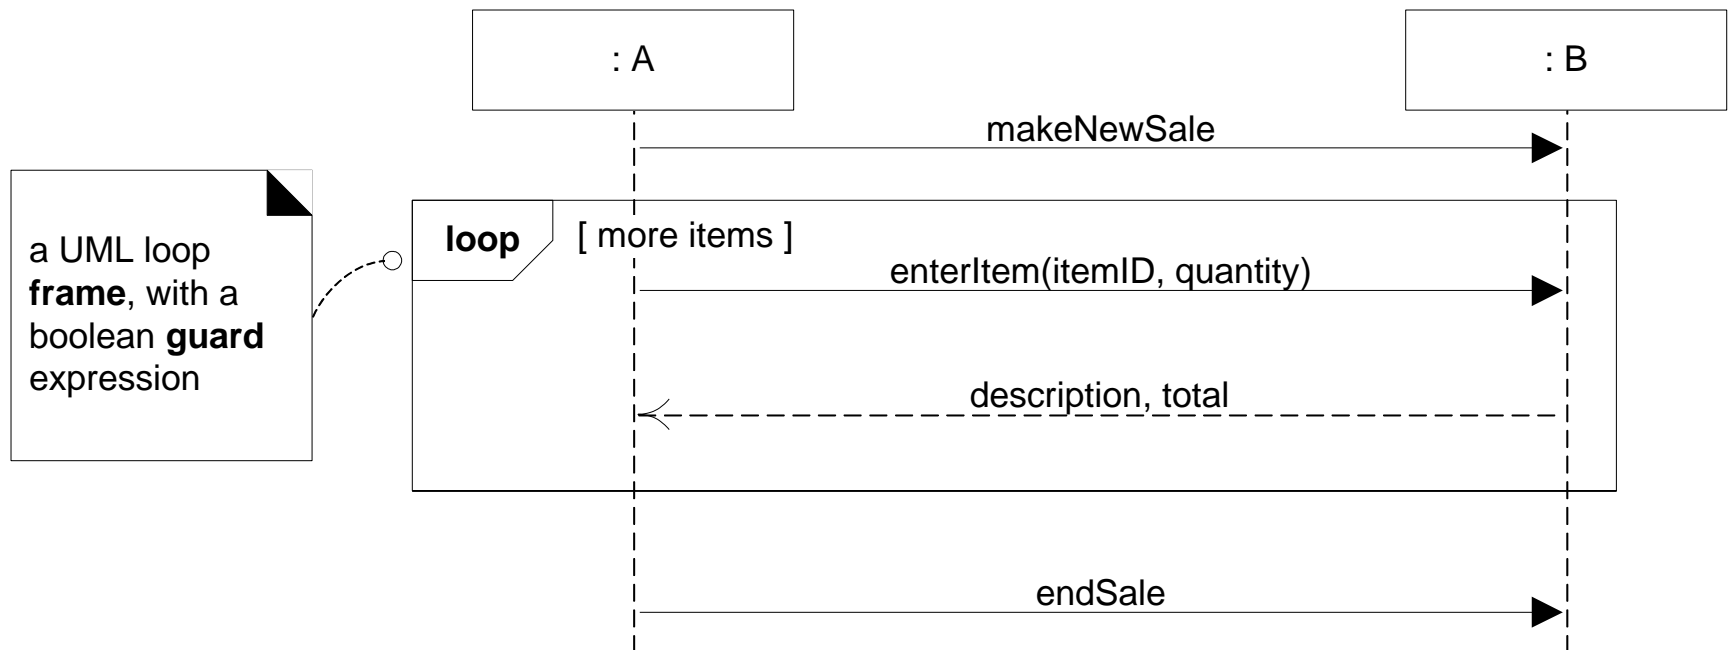 : A
: B
makeNewSale
a UML loop
frame, with a
boolean guard
expression
loop
[ more items ]
enterItem(itemID, quantity)
description, total
endSale